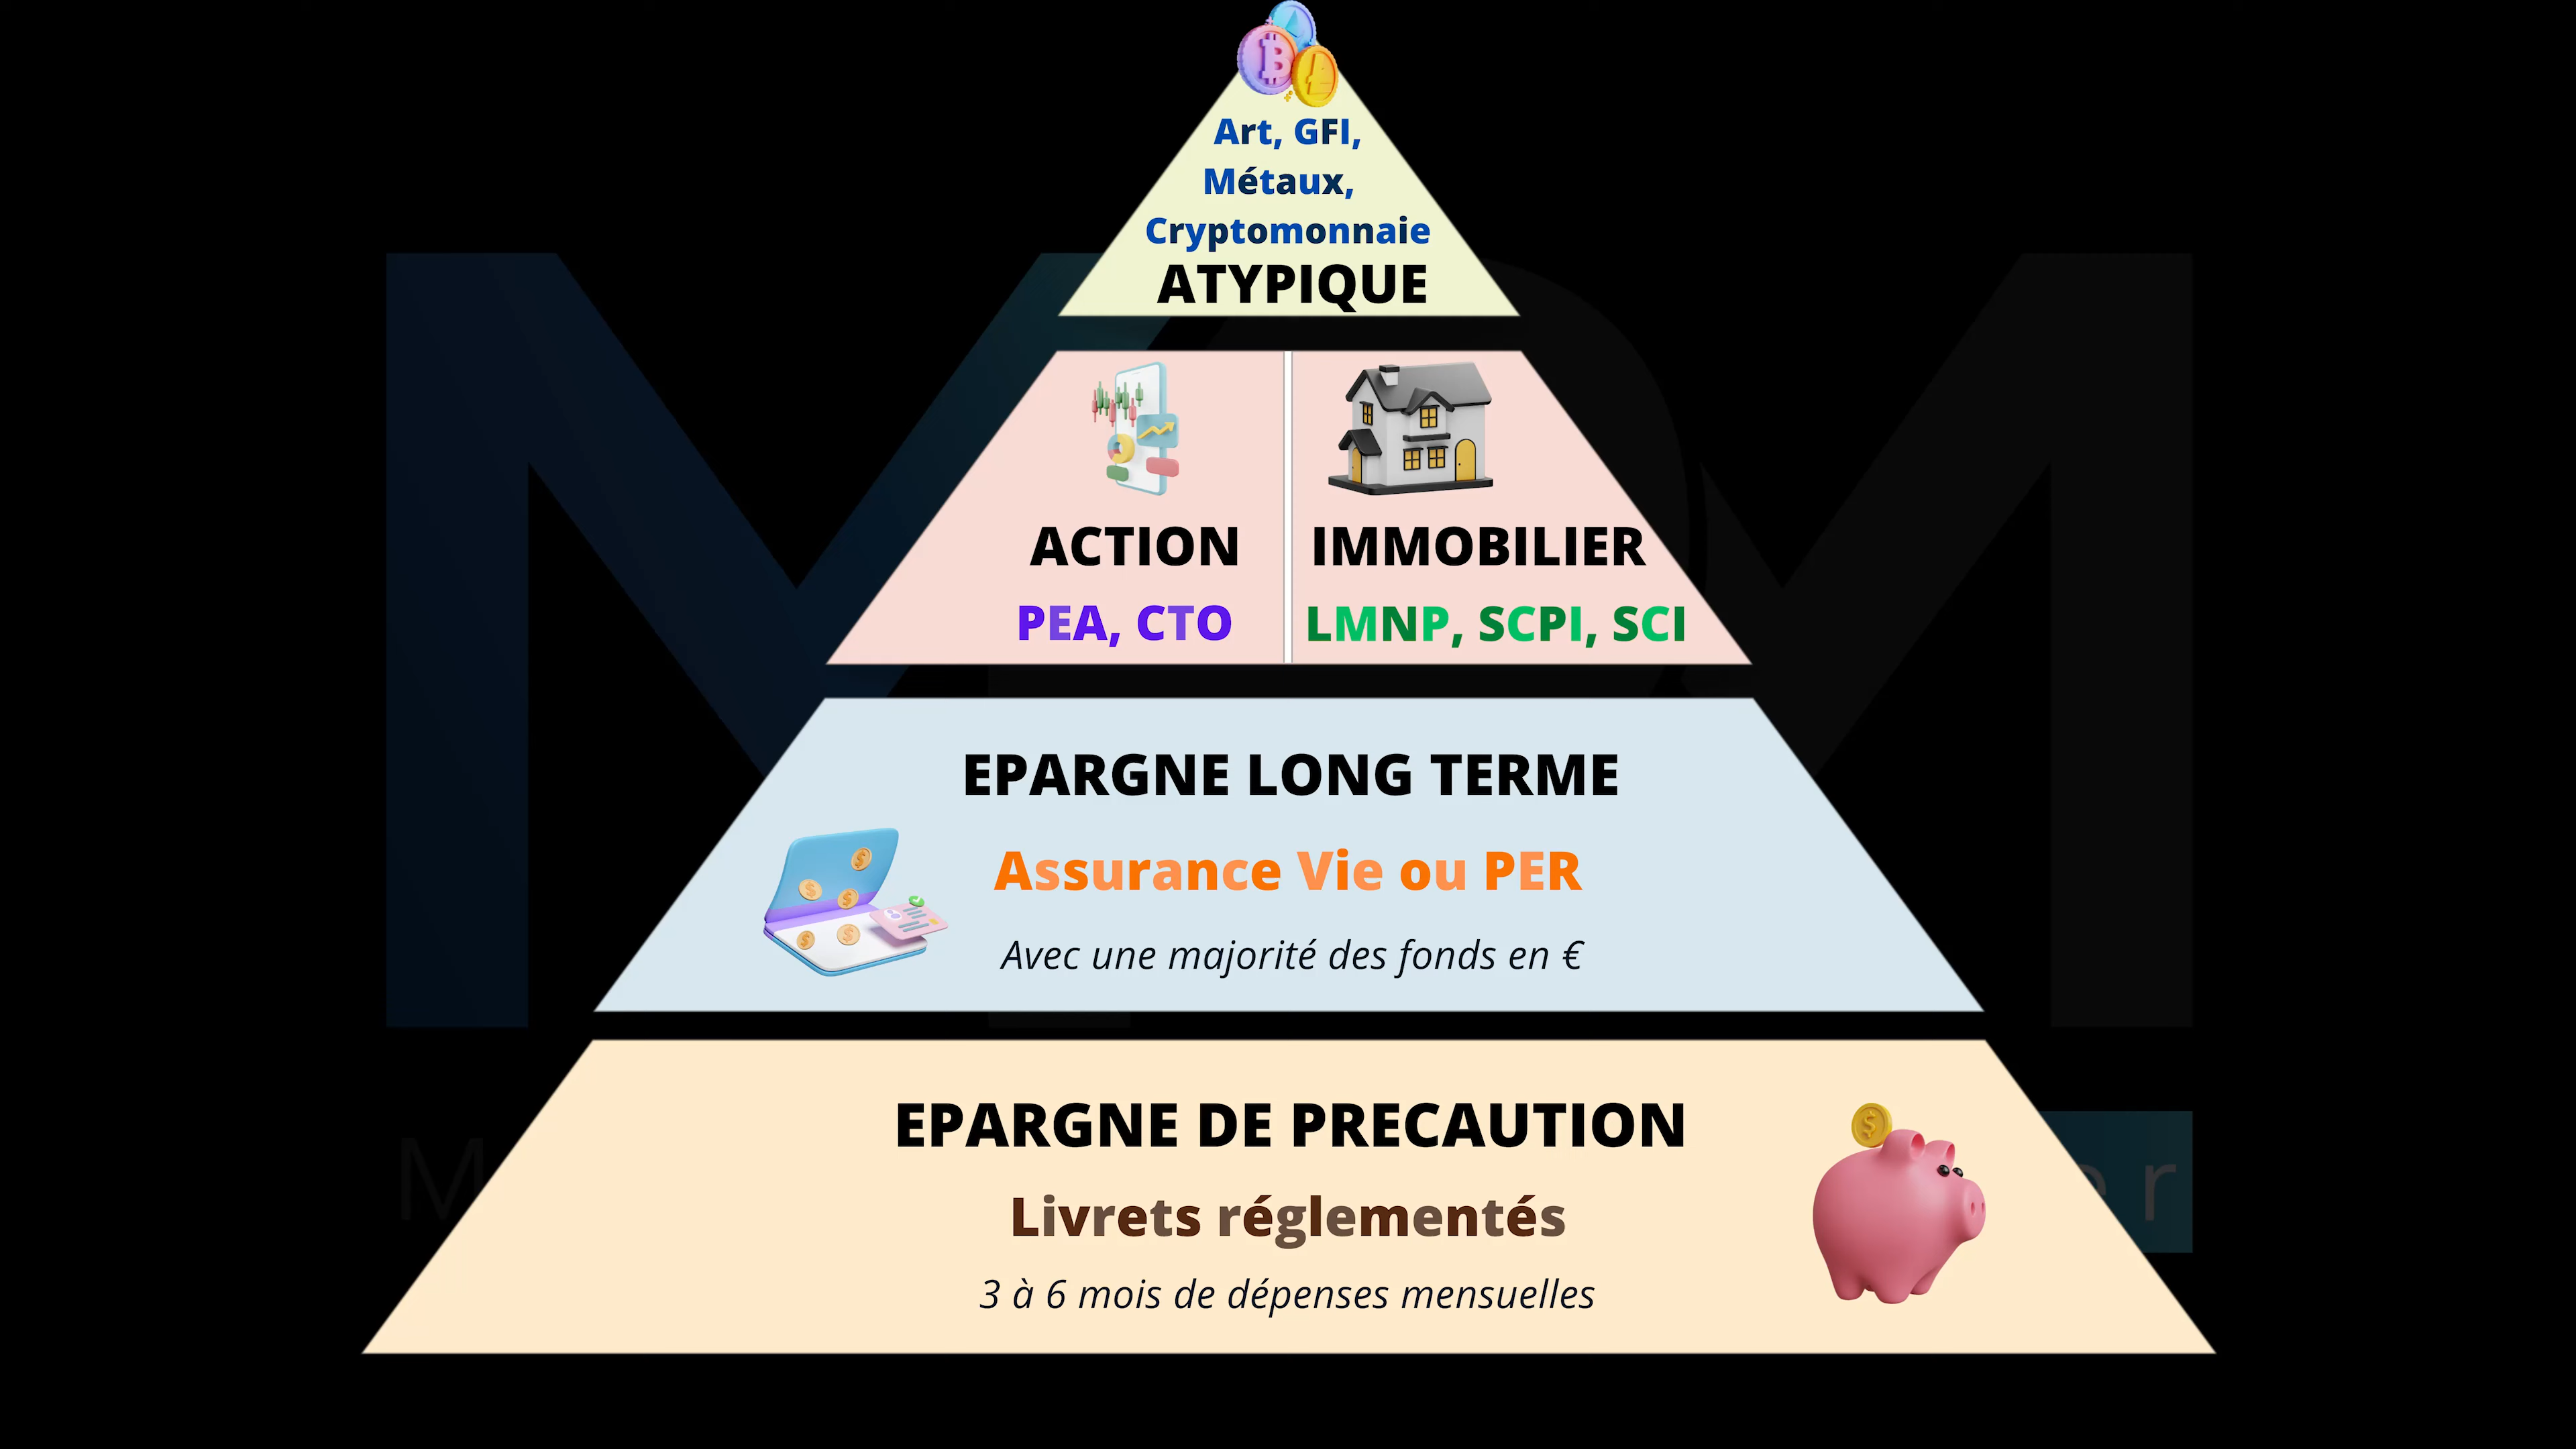 Art, GFI,
Métaux,
Cryptomonnaie
ATYPIQUE
ACTION
PEA, CTO
IMMOBILIER
LMNP, SCPI, SCI
EPARGNE LONG TERME
Assurance Vie ou PER
Avec une majorité des fonds en €
EPARGNE DE PRECAUTION
Livrets réglementés
3 à 6 mois de dépenses mensuelles